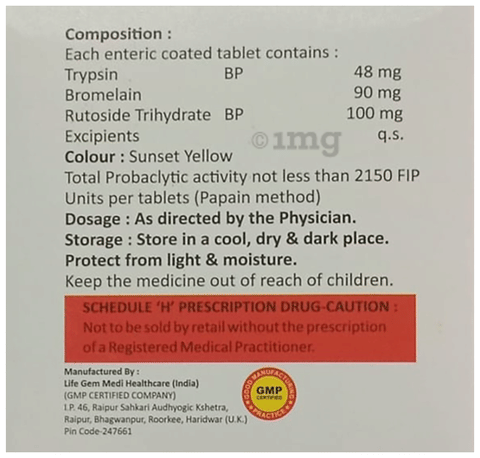 Composition :
Each enteric coated tablet contains :
Trypsin BP 48 mg
Bromelain 90 mg
Rutoside Trihydrate BP 100 mg
Excipients q.s.
©1mg
Colour : Sunset Yellow
Total Probaclytic activity not less than 2150 FIP
Units per tablets (Papain method)
Dosage : As directed by the Physician.
Storage : Store in a cool, dry & dark place.
Protect from light & moisture.
Keep the medicine out of reach of children.
SCHEDULE 'H' PRESCRIPTION DRUG-CAUTION :
Not to be sold by retail without the prescription
of a Registered Medical Practitioner.
Manufactured By :
Life Gem Medi Healthcare (India)
(GMP CERTIFIED COMPANY)
I.P. 46, Raipur Sahkari Audhyogic Kshetra,
Raipur, Bhagwanpur, Roorkee, Haridwar (U.K.)
Pin Code-247661
GOOD MANUFACTURING
GMP
CERTIFIED
PRACTICE